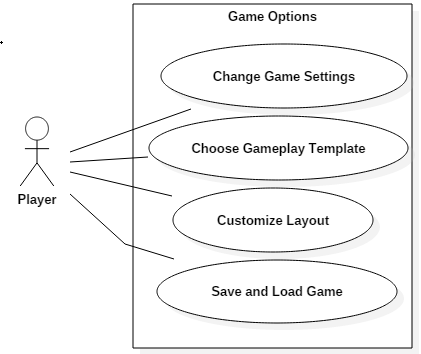 Game Options
Change Game Settings
Choose Gameplay Template
Player
Customize Layout
Save and Load Game